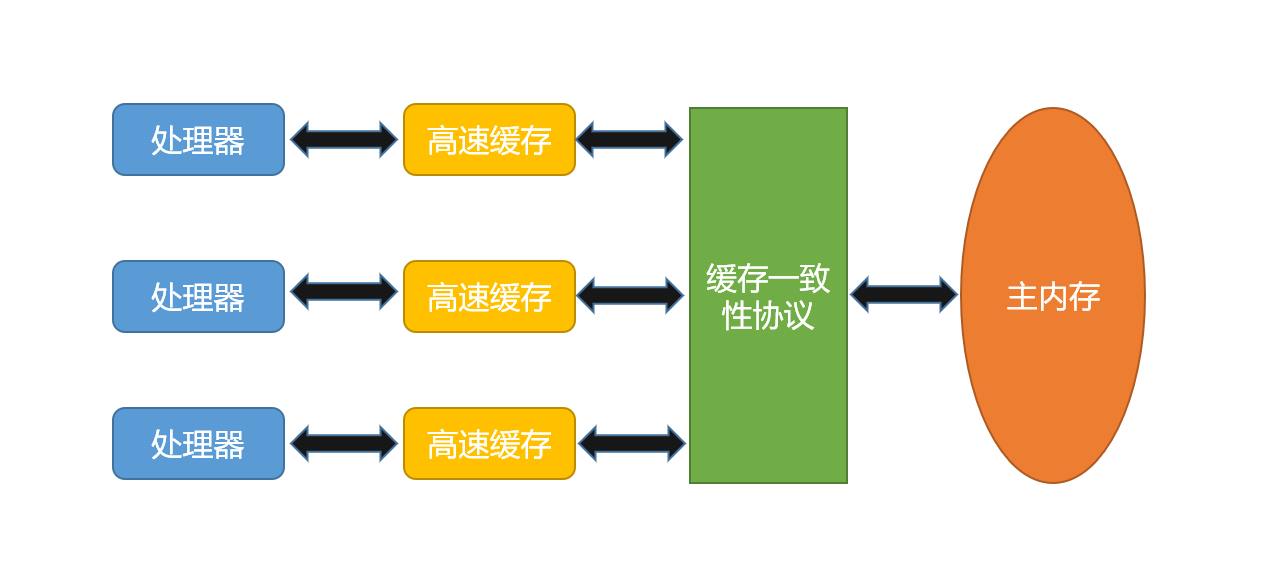 处理器
高速缓存
处理器
高速缓存
缓存一致
性协议
主内存
处理器
高速缓存